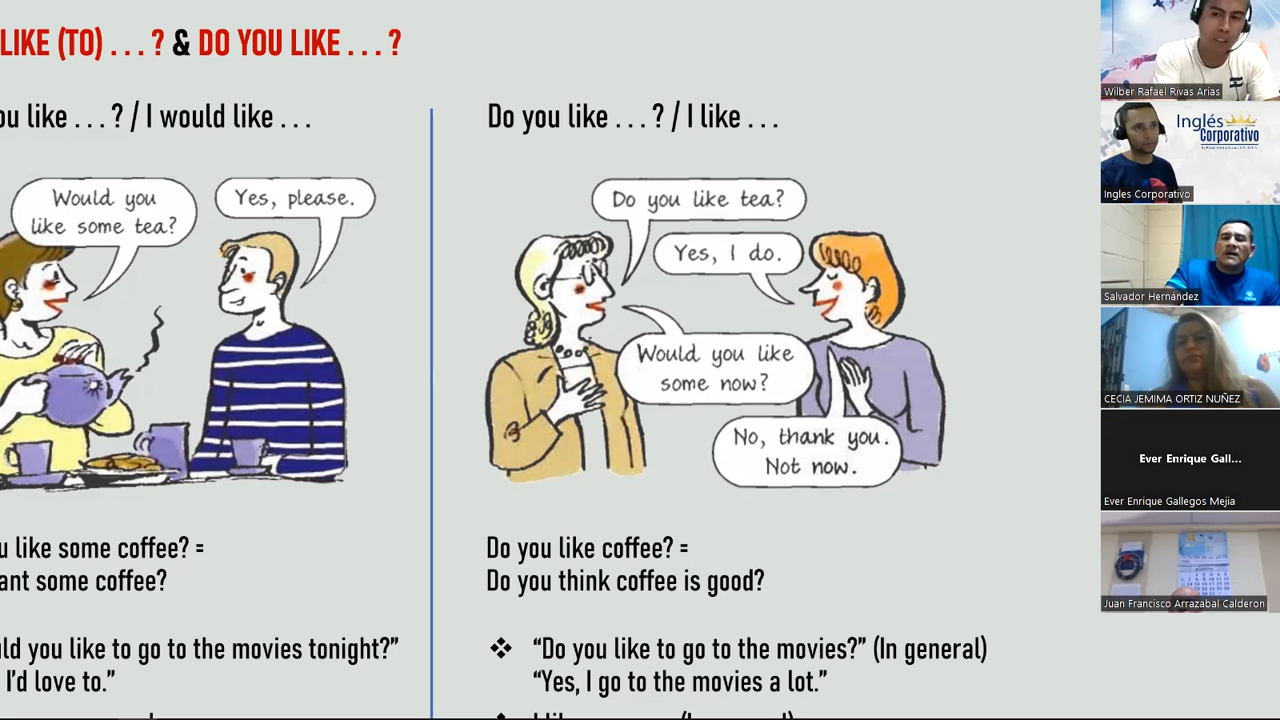 LIKE (TO) . . . ? & DO YOU LIKE . . . ?
ou like . . . ? / I would like . . .
Would you
like some tea?
Yes, please.
u like some coffee? =
ant some coffee?
ld you like to go to the movies tonight?”
I’d love to.”
Do you like . . . ? / I like . . .
Do you like tea?
Yes, I do.
Would you like
some now?
No, thank you.
Not now.
Do you like coffee? =
Do you think coffee is good?
❖ “Do you like to go to the movies?” (In general)
“Yes, I go to the movies a lot.”
Wilber Rafael Rivas Arias
Inglés
Corporativo
Ingles Corporativo
Salvador Hernández
CECIA JEMIMA ORTIZ NUÑEZ
Ever Enrique Gall...
Ever Enrique Gallegos Mejia
Juan Francisco Arrazabal Calderon